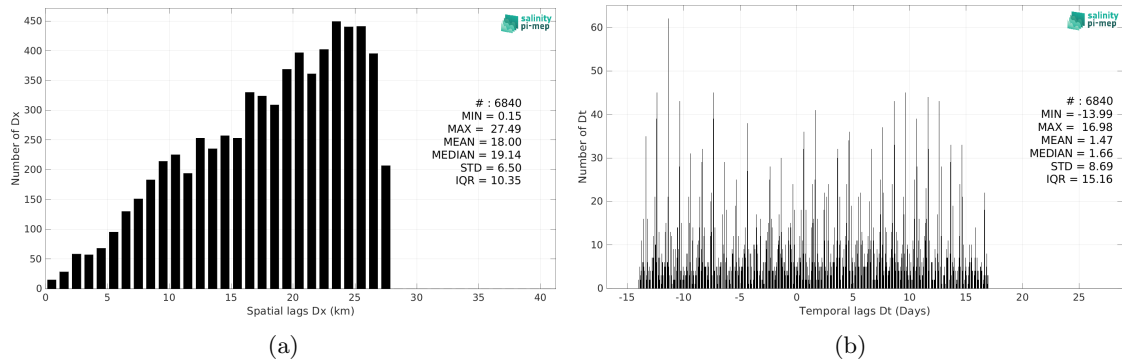 450
400
350
300
250
200
150
100
50
0
Number of Dx
0
5
10
15
20
25
30
35
40
Spatial lags Dx (km)
salinity
pi-mep
# : 6840
MIN = 0.15
MAX = 27.49
MEAN = 18.00
MEDIAN = 19.14
STD = 6.50
IQR = 10.35
(a)
60
50
40
30
20
10
0
Number of Dt
-15
-10
-5
0
5
10
15
20
25
Temporal lags Dt (Days)
salinity
pi-mep
# : 6840
MIN = -13.99
MAX = 16.98
MEAN = 1.47
MEDIAN = 1.66
STD = 8.69
IQR = 15.16
(b)